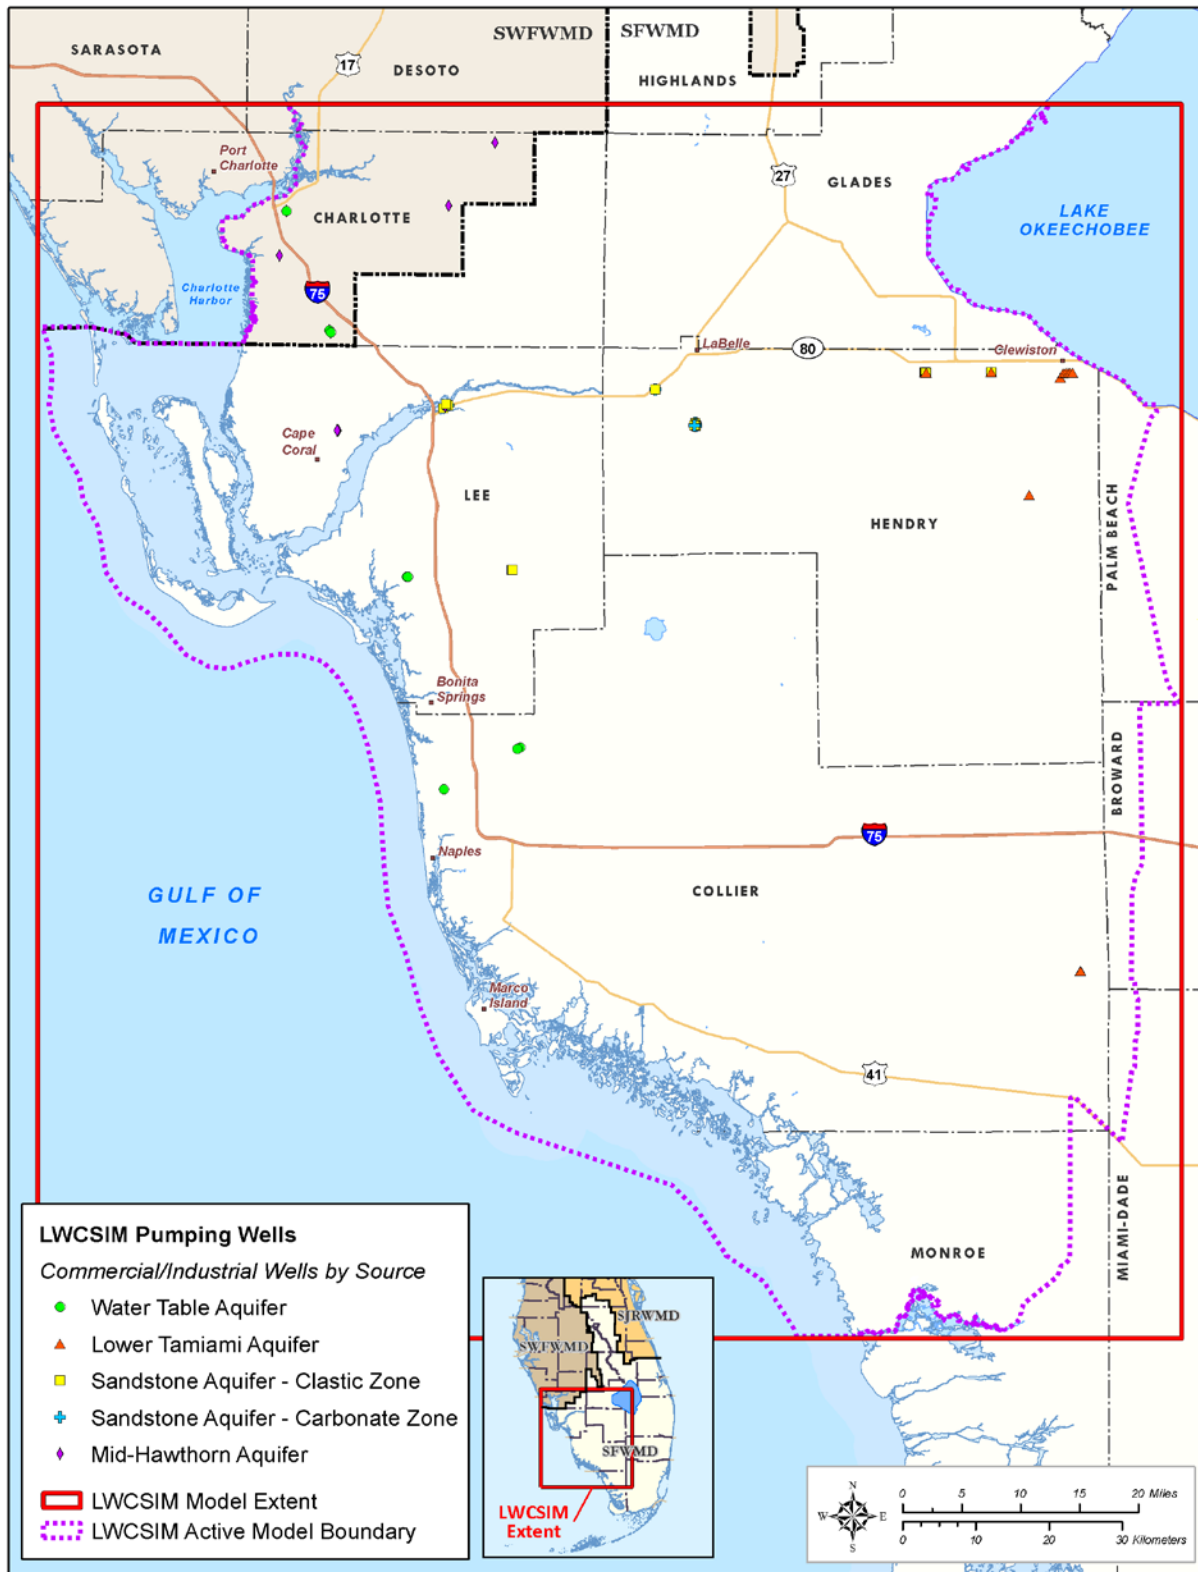 SARASOTA
SWFWMD
SFWMD
17
DESOTO
HIGHLANDS
Port
Charlotte
27
GLADES
CHARLOTTE
LAKE
OKEECHOBEE
Charlotte
Harbor
75
LaBelle
80
Clewiston
Cape
Coral
LEE
HENDRY
PALM BEACH
Bonita
Springs
BROWARD
75
Naples
COLLIER
GULF OF
MEXICO
Marco
Island
41
MIAMI-DADE
MONROE
LWCSIM Pumping Wells
Commercial/Industrial Wells by Source
Water Table Aquifer
Lower Tamiami Aquifer
Sandstone Aquifer - Clastic Zone
Sandstone Aquifer - Carbonate Zone
Mid-Hawthorn Aquifer
LWCSIM Model Extent
LWCSIM Active Model Boundary
SJRWMD
SWFWMD
SFWMD
LWCSIM
Extent
N
W E
S
0 5 10 15 20 Miles
0 10 20 30 Kilometers